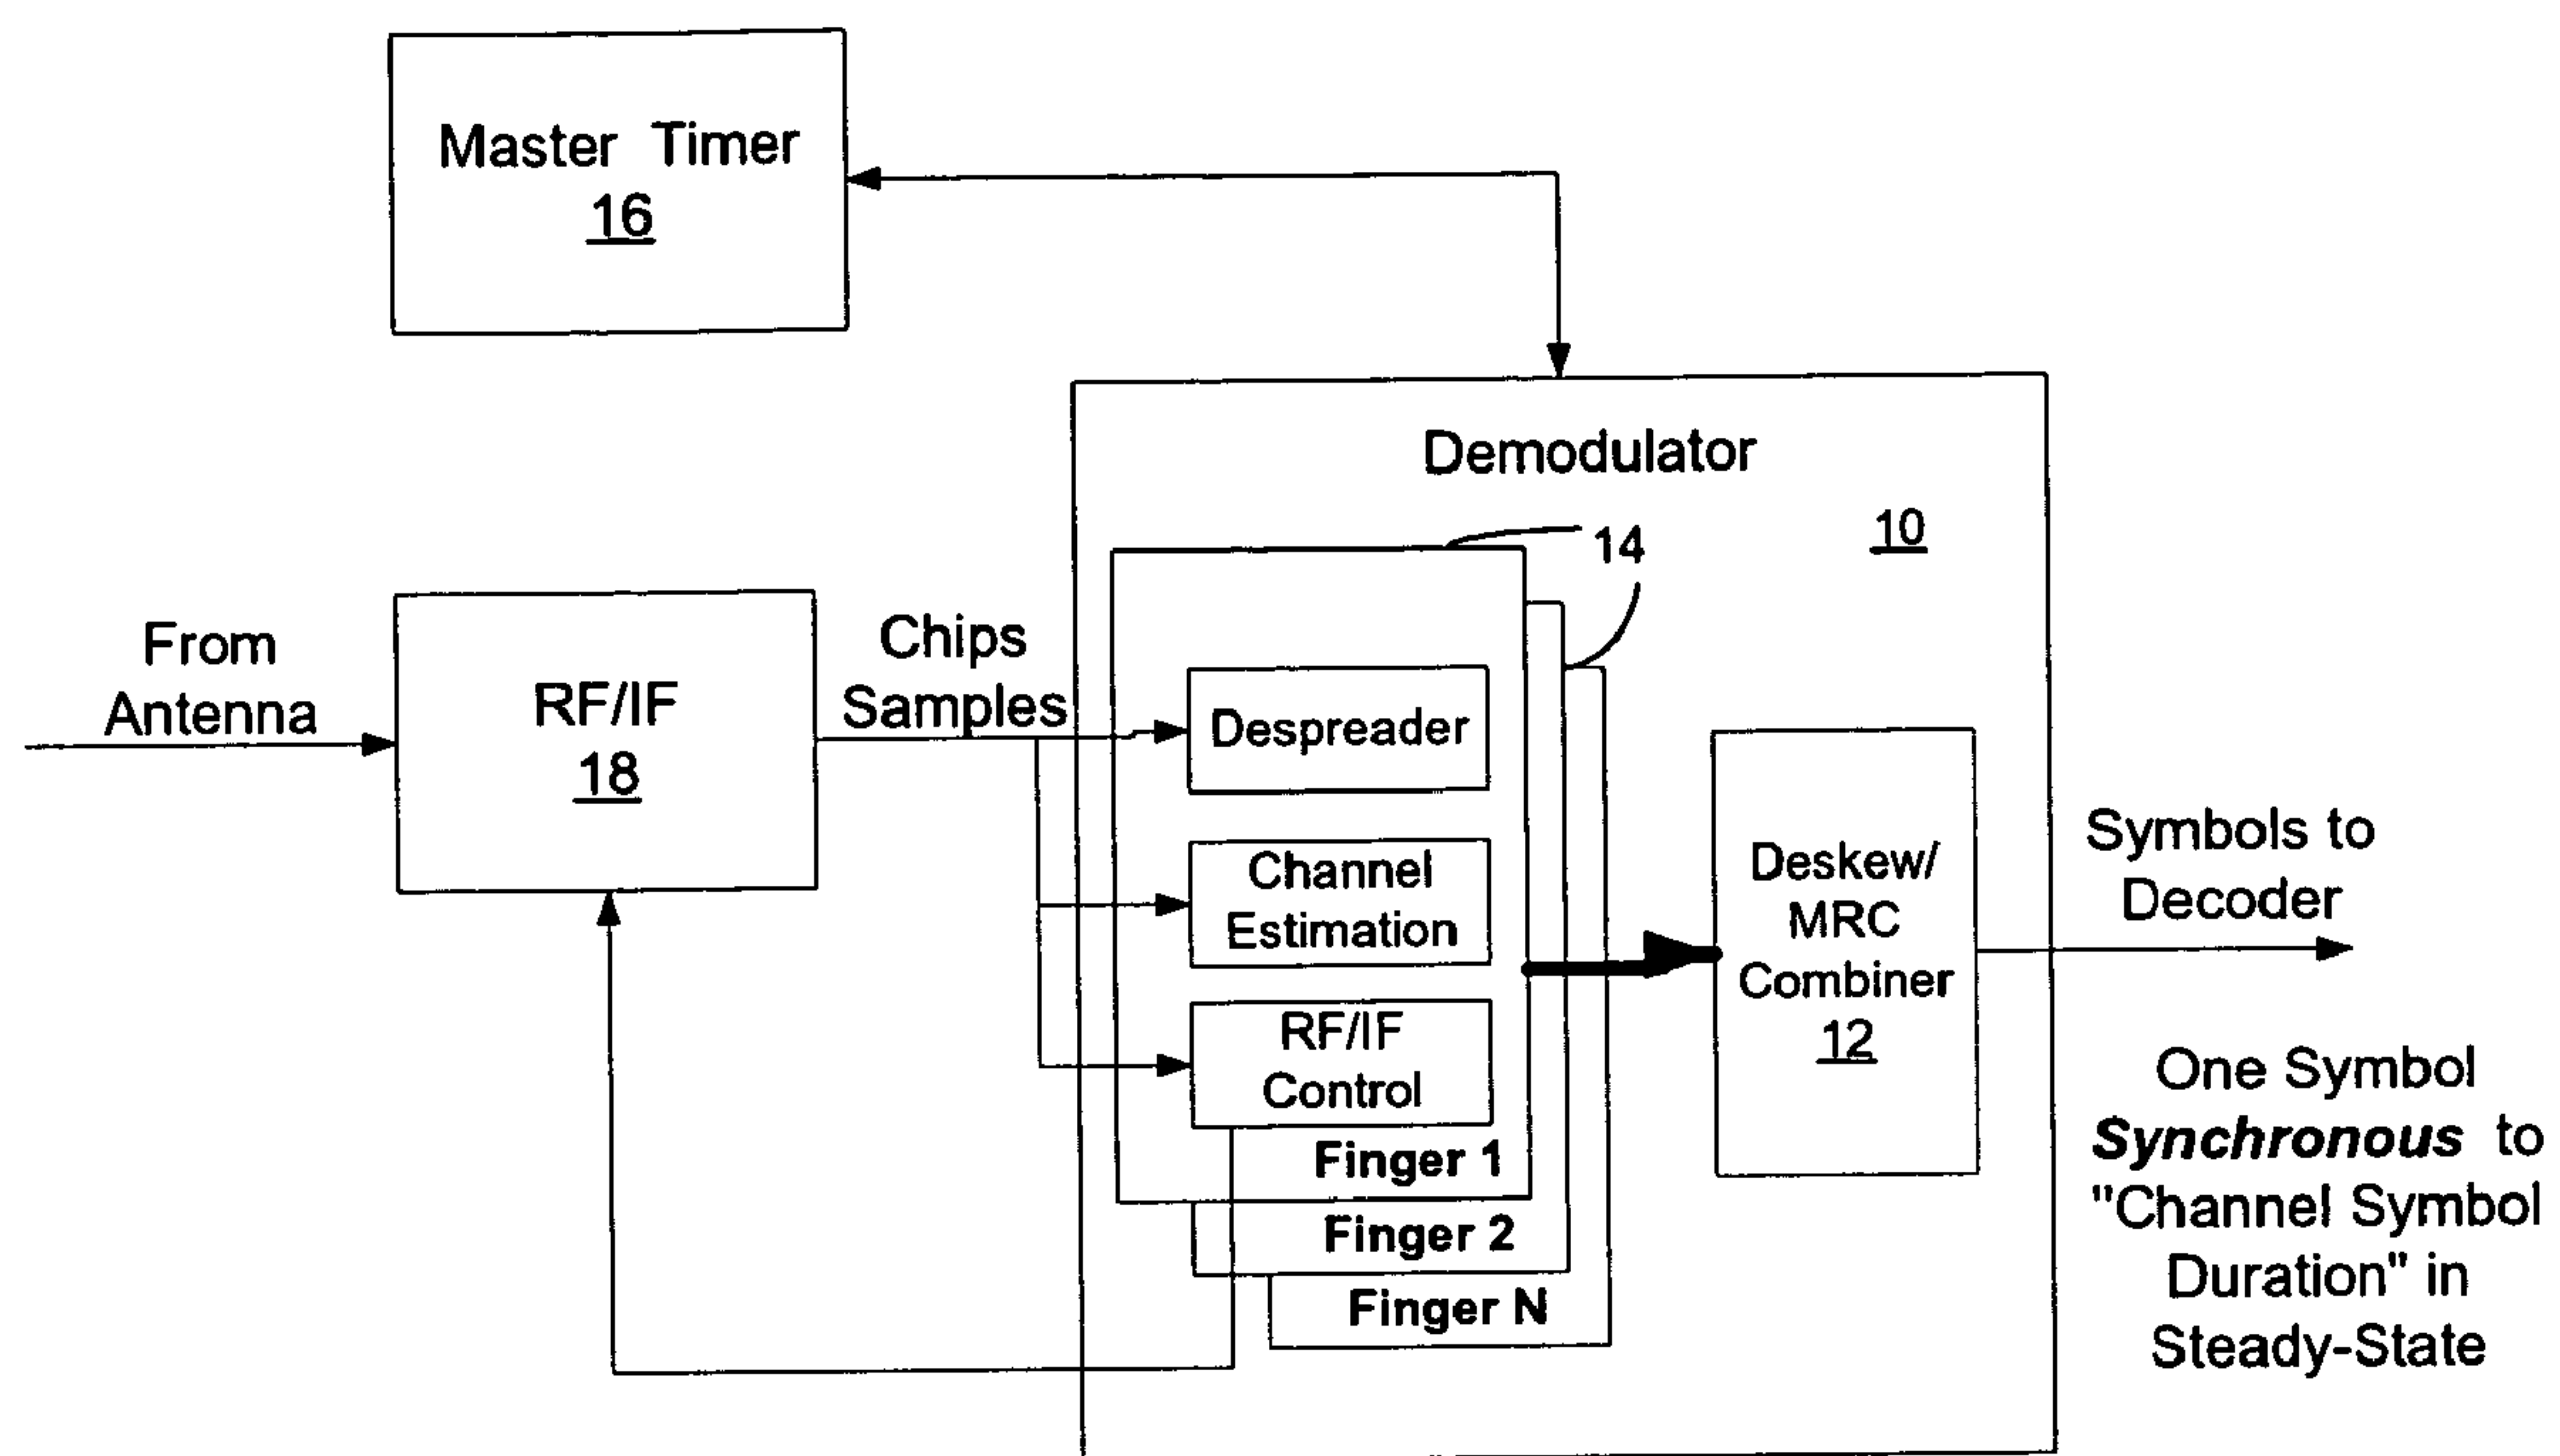 Master Timer
16
Demodulator
10
14
From
Antenna
RF/IF
18
Chips
Samples
Despreader
Channel
Estimation
RF/IF
Control
Finger 1
Finger 2
Finger N
Deskew/
MRC
Combiner
12
Symbols to
Decoder
One Symbol
Synchronous to
"Channel Symbol
Duration" in
Steady-State